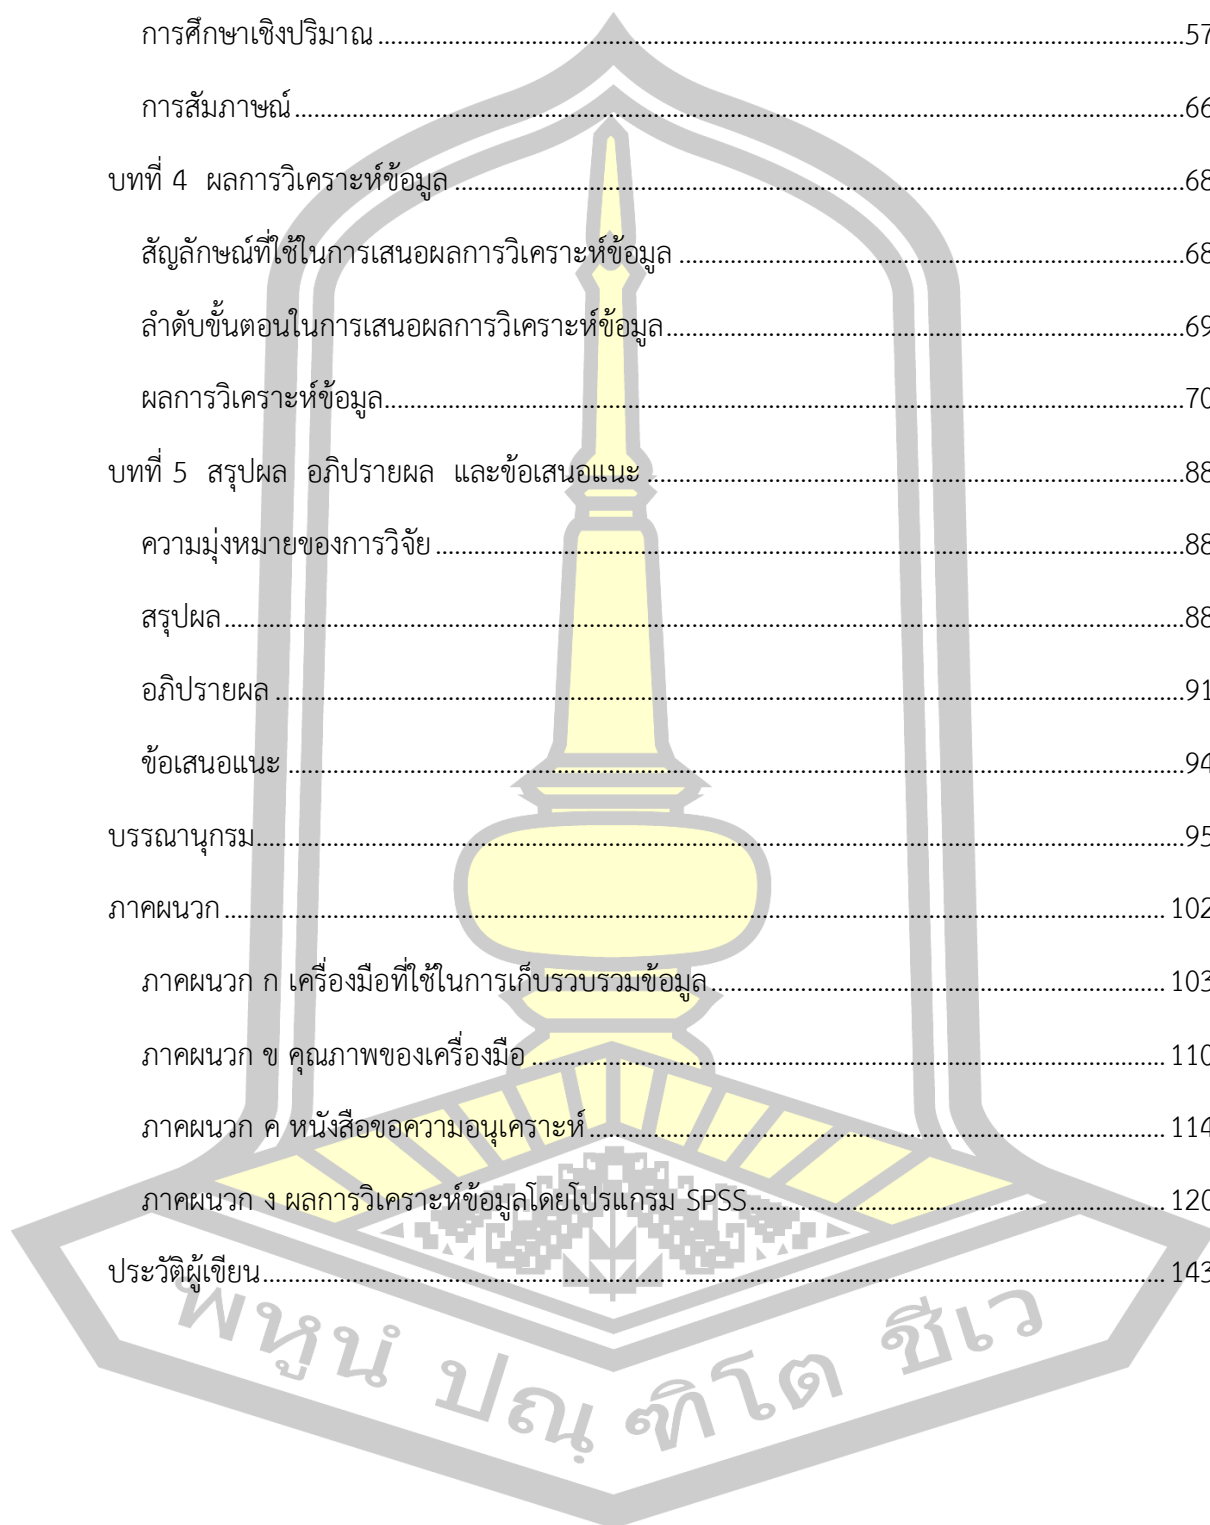 การศึกษาเชิงปริมาณ.....57
การสัมภาษณ์.....66
บทที่ 4 ผลการวิเคราะห์ข้อมูล.....68
สัญลักษณ์ที่ใช้ในการเสนอผลการวิเคราะห์ข้อมูล.....68
ลำดับขั้นตอนในการเสนอผลการวิเคราะห์ข้อมูล.....69
ผลการวิเคราะห์ข้อมูล.....70
บทที่ 5 สรุปผล อภิปรายผล และข้อเสนอแนะ.....88
ความมุ่งหมายของการวิจัย.....88
สรุปผล.....88
อภิปรายผล.....91
ข้อเสนอแนะ.....94
บรรณานุกรม.....95
ภาคผนวก.....102
ภาคผนวก ก เครื่องมือที่ใช้ในการเก็บรวบรวมข้อมูล.....103
ภาคผนวก ข คุณภาพของเครื่องมือ.....110
ภาคผนวก ค หนังสือขอความอนุเคราะห์.....114
ภาคผนวก ง ผลการวิเคราะห์ข้อมูลโดยโปรแกรม SPSS.....120
ประวัติผู้เขียน.....143
พหูนํ ปณฺฑิโต ชีเว